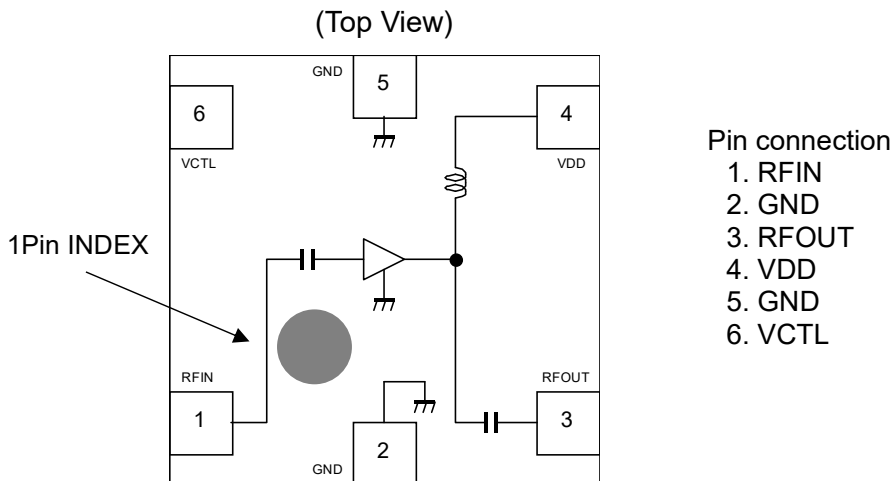 (Top View)
GND
5
6
4
VCTL
VDD
1Pin INDEX
RFIN
RFOUT
1
2
3
GND
Pin connection
1. RFIN
2. GND
3. RFOUT
4. VDD
5. GND
6. VCTL